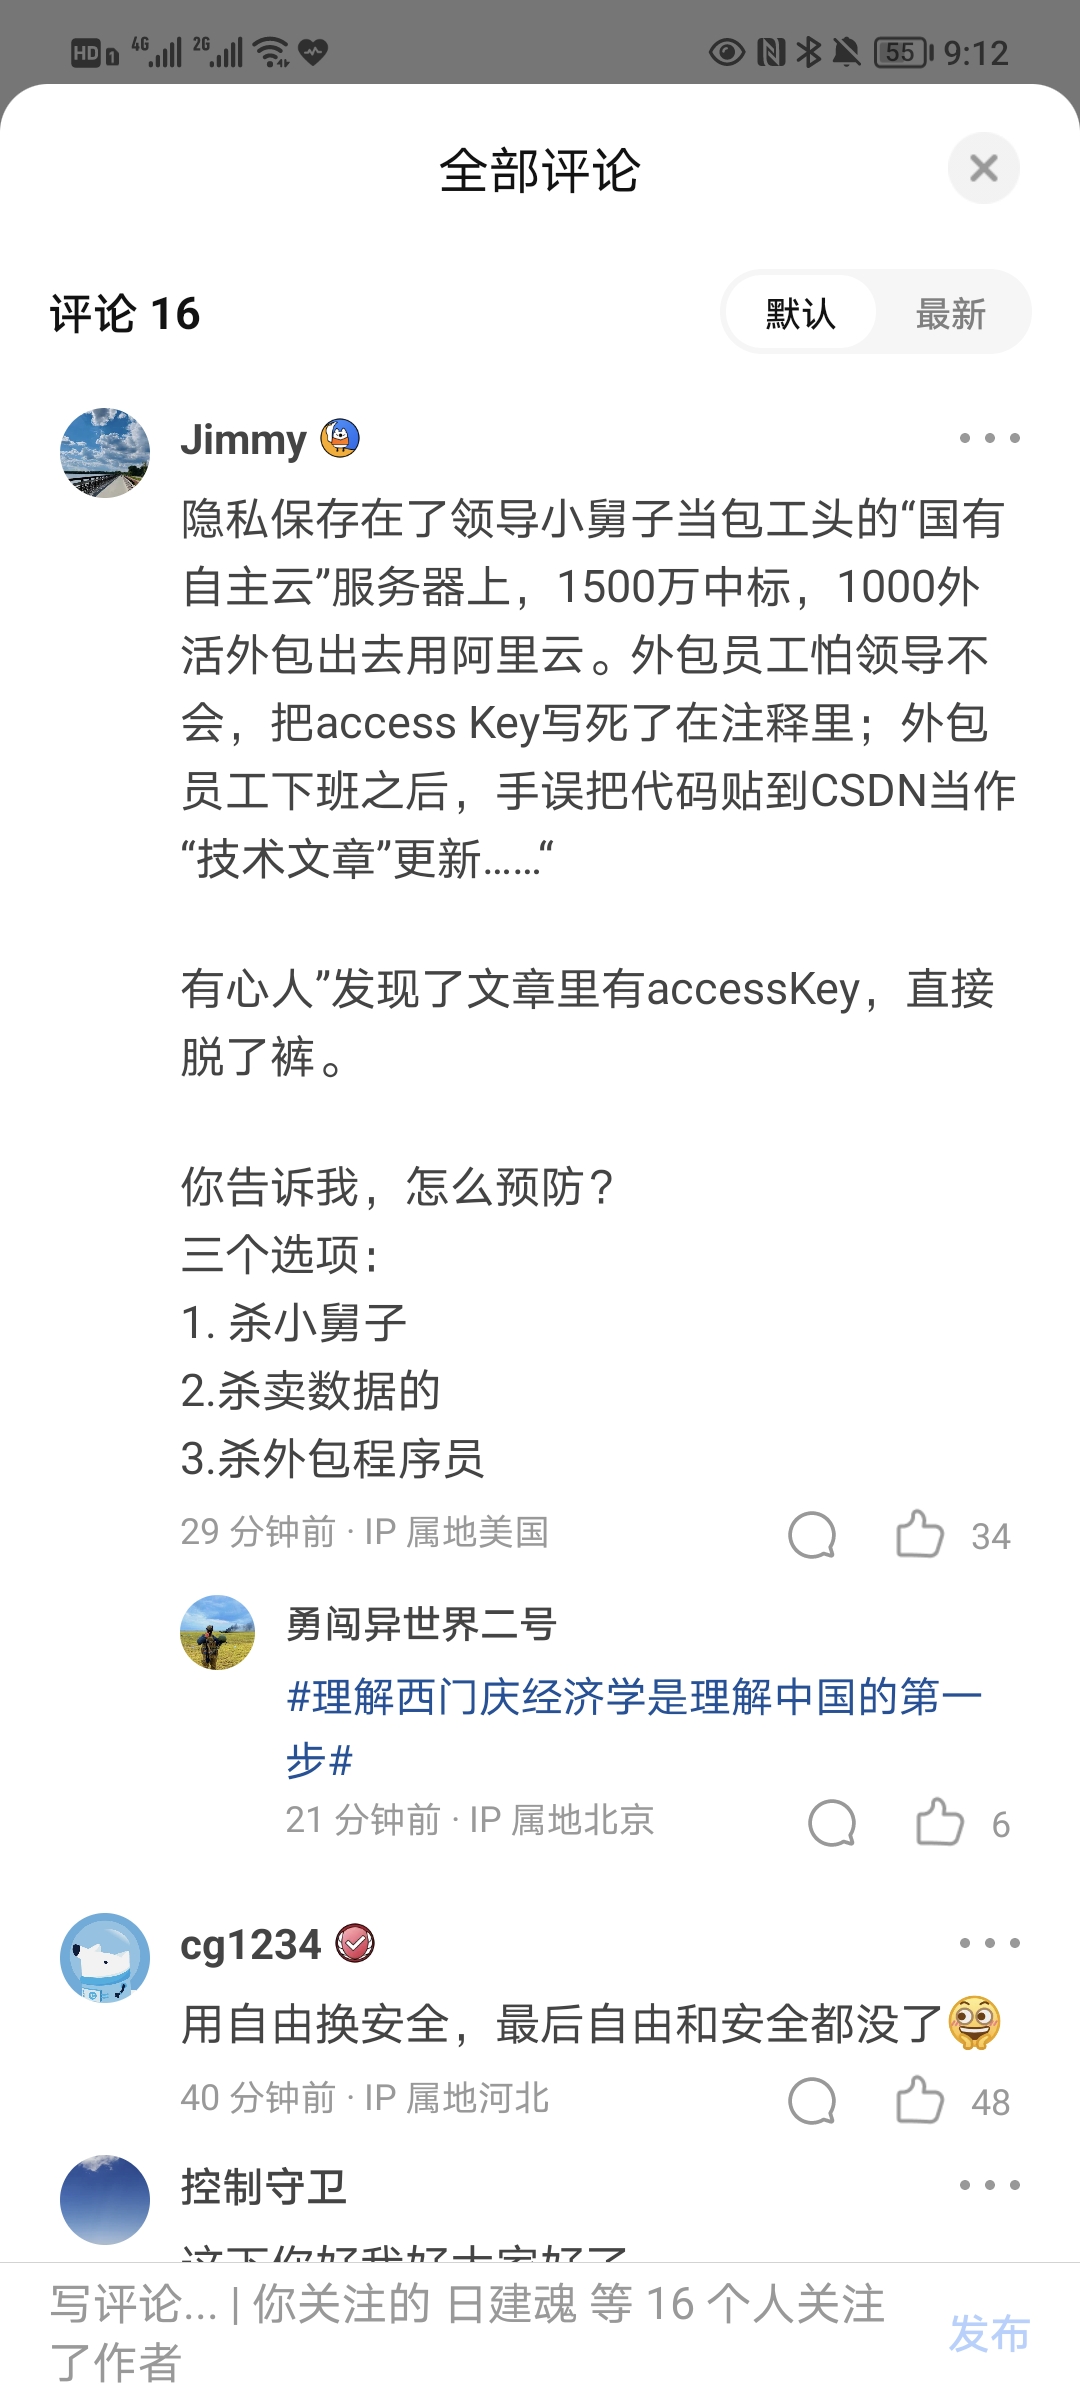 HD 1 4G 2G 55 9:12
全部评论
评论 16
默认 最新
Jimmy
隐私保存在了领导小舅子当包工头的“国有
自主云”服务器上，1500万中标，1000外
活外包出去用阿里云。外包员工怕领导不
会，把access Key写死了在注释里；外包
员工下班之后，手误把代码贴到CSDN当作
“技术文章”更新……“
有心人”发现了文章里有accessKey，直接
脱了裤。
你告诉我，怎么预防？
三个选项：
1. 杀小舅子
2.杀卖数据的
3.杀外包程序员
29 分钟前 · IP 属地美国 34
勇闯异世界二号
#理解西门庆经济学是理解中国的第一
步#
21 分钟前 · IP 属地北京 6
cg1234
用自由换安全，最后自由和安全都没了
40 分钟前 · IP 属地河北 48
控制守卫
这下你好我好大家好了
写评论... | 你关注的 日建魂 等 16 个人关注
了作者
发布